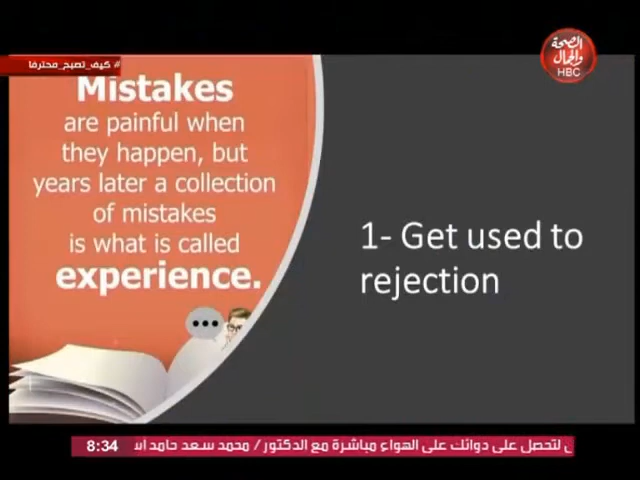 #كيف_تصبح_محترفا
الصحة
والجمال
HBC
Mistakes
are painful when
they happen, but
years later a collection
of mistakes
is what is called
experience.
1- Get used to
rejection
8:34
لتحصل على دوائك على الهواء مباشرة مع الدكتور / محمد سعد حامد